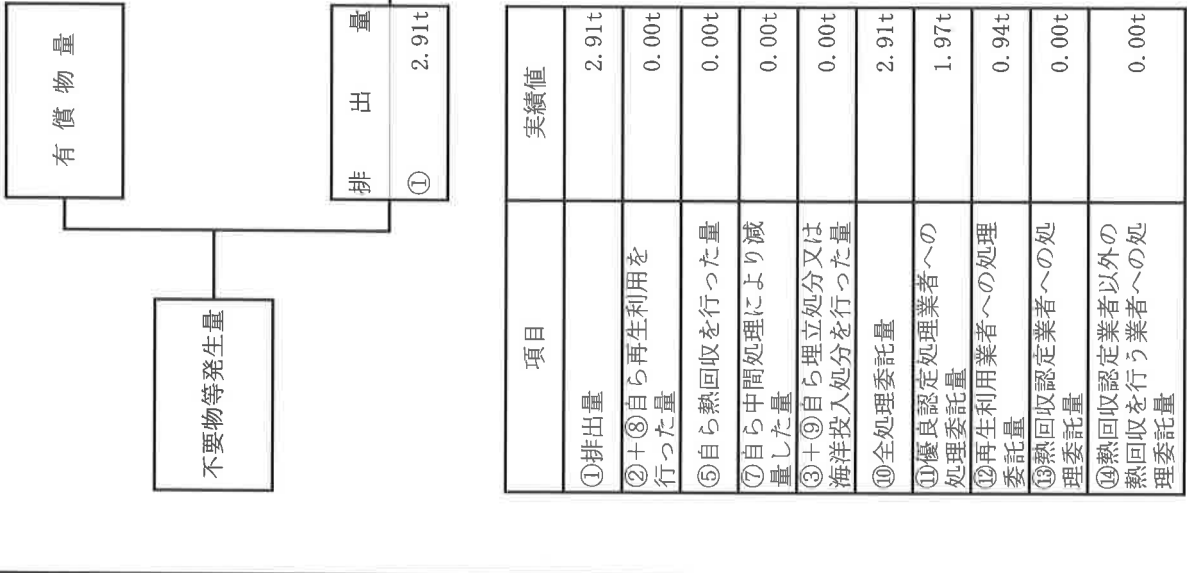 有償物量
不要物等発生量
排出量
① 2.91t
項目 実績値
①排出量 2.91t
②+⑧自ら再生利用を
行った量 0.00t
⑤自ら熱回収を行った量 0.00t
⑦自ら中間処理により減
量した量 0.00t
③+⑨自ら埋立処分又は
海洋投入処分を行った量 0.00t
⑩全処理委託量 2.91t
⑪優良認定処理業者への
処理委託量 1.97t
⑫再生利用業者への処理
委託量 0.94t
⑬熱回収認定業者への処
理委託量 0.00t
⑭熱回収認定業者以外の
熱回収を行う業者への処
理委託量 0.00t